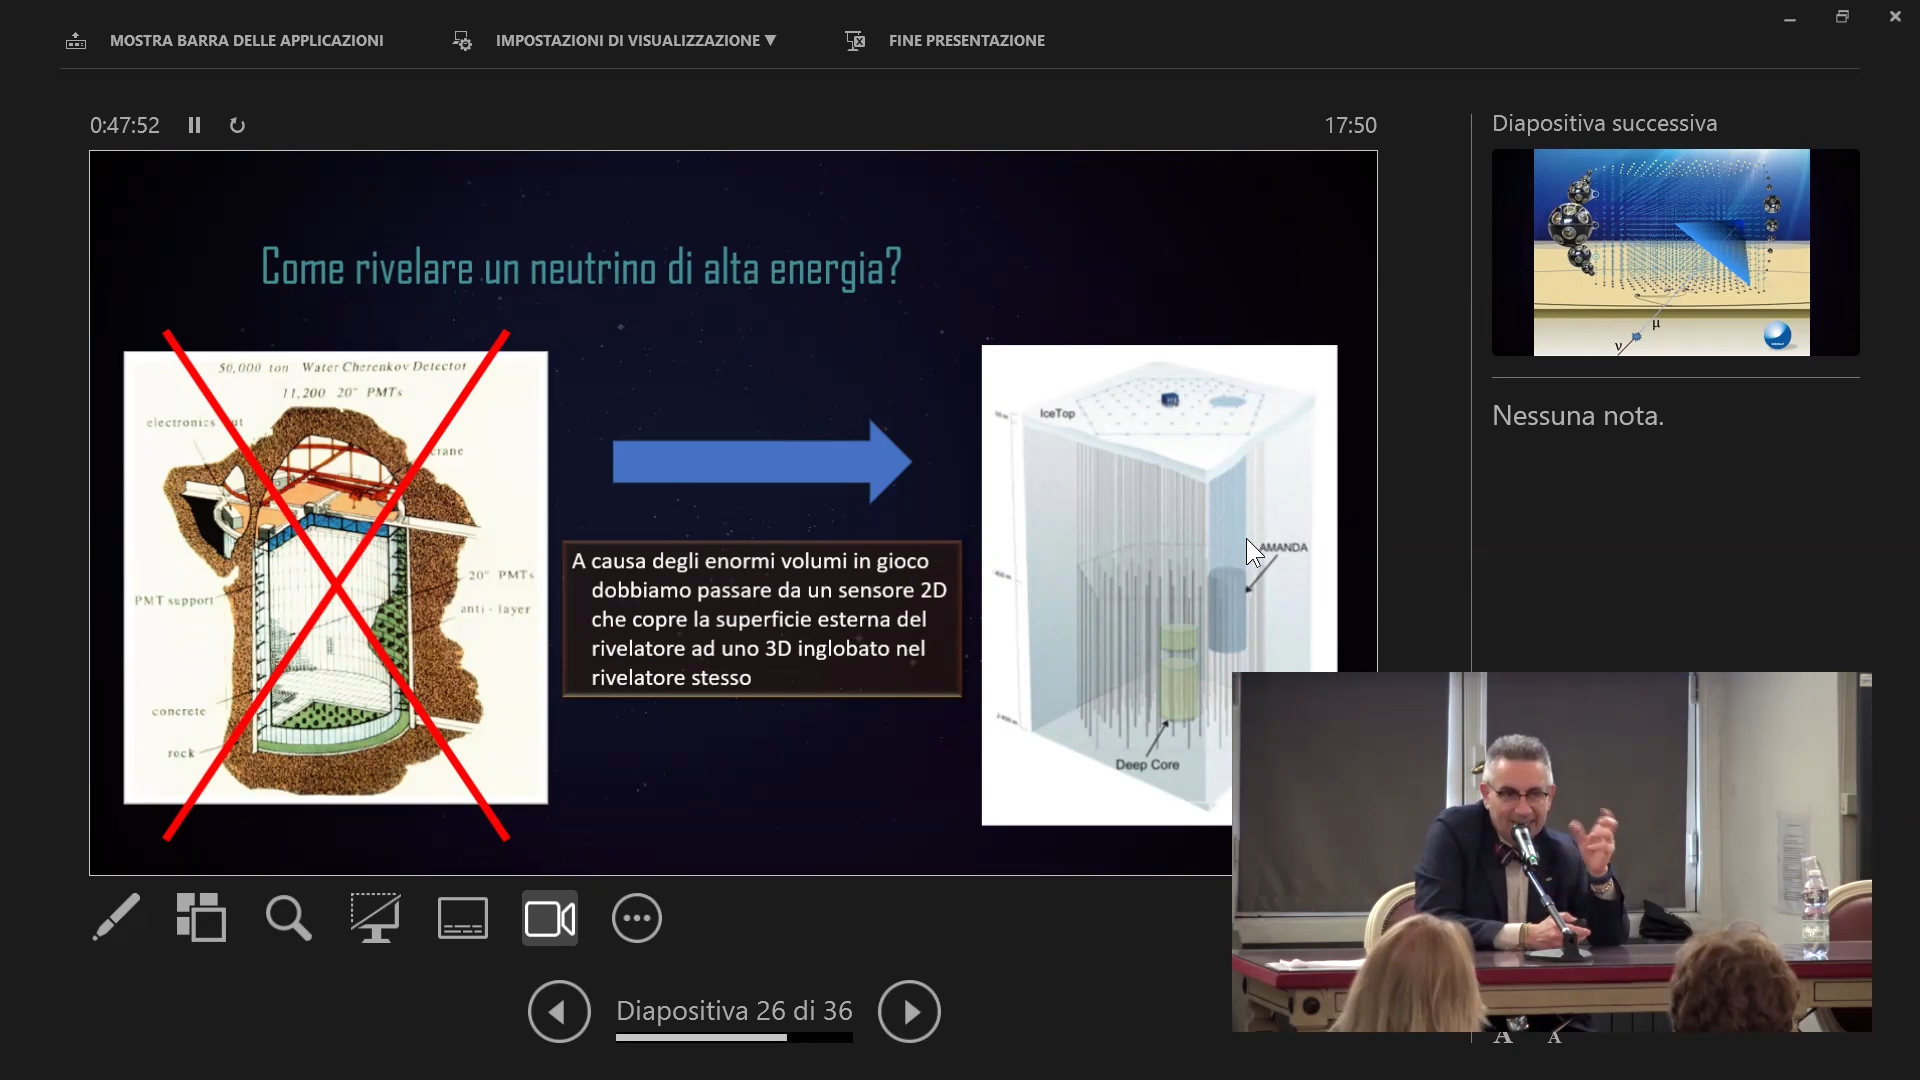 MOSTRA BARRA DELLE APPLICAZIONI
IMPOSTAZIONI DI VISUALIZZAZIONE ▼
FINE PRESENTAZIONE
0:47:52
17:50
Diapositiva successiva
Come rivelare un neutrino di alta energia?
50,000 ton Water Cherenkov Detector
11,200 20" PMTs
crane
20" PMTs
PMT support
anti - layer
concrete
rock
A causa degli enormi volumi in gioco
dobbiamo passare da un sensore 2D
che copre la superficie esterna del
rivelatore ad uno 3D inglobato nel
rivelatore stesso
IceTop
AMANDA
Deep Core
μ
ν
Nessuna nota.
Diapositiva 26 di 36
A A